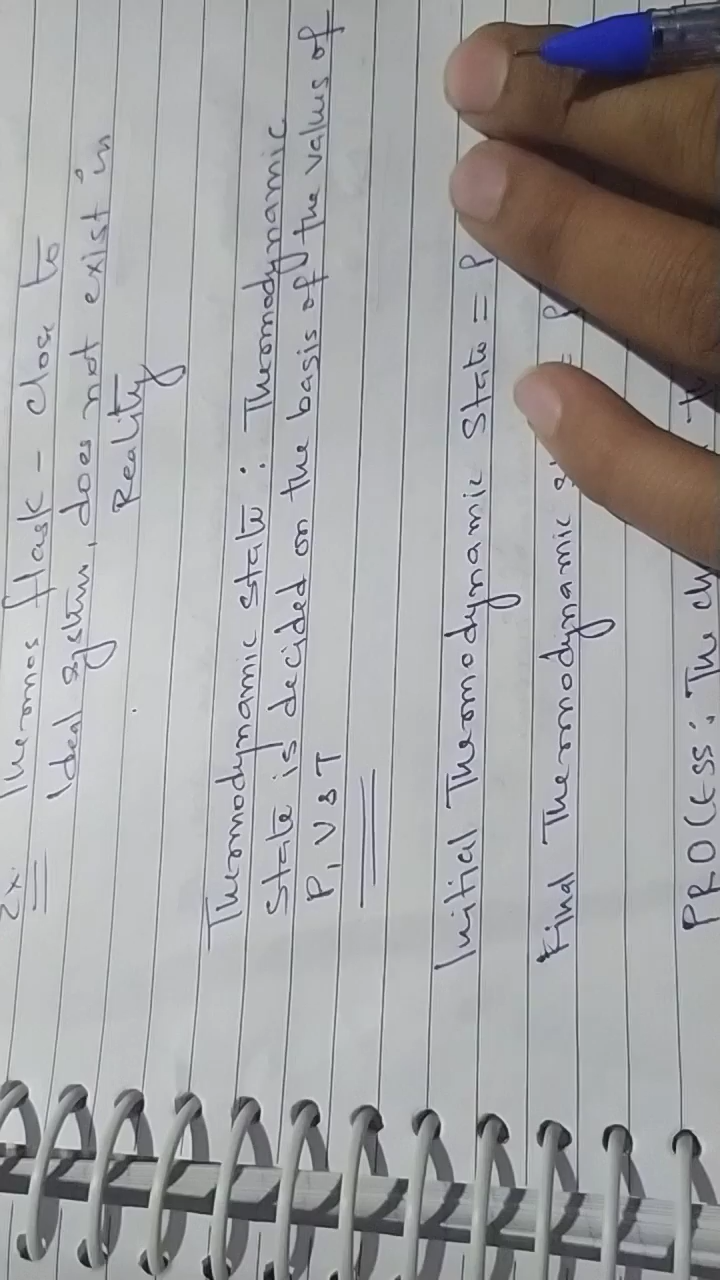 Ex. Thermos flask - close to
Ideal system, does not exist in
Reality
Thermodynamic state : Thermodynamic
State is decided on the basis of the values of
P, V & T
Initial Thermodynamic State = P
Final Thermodynamic = P
PROCESS : The